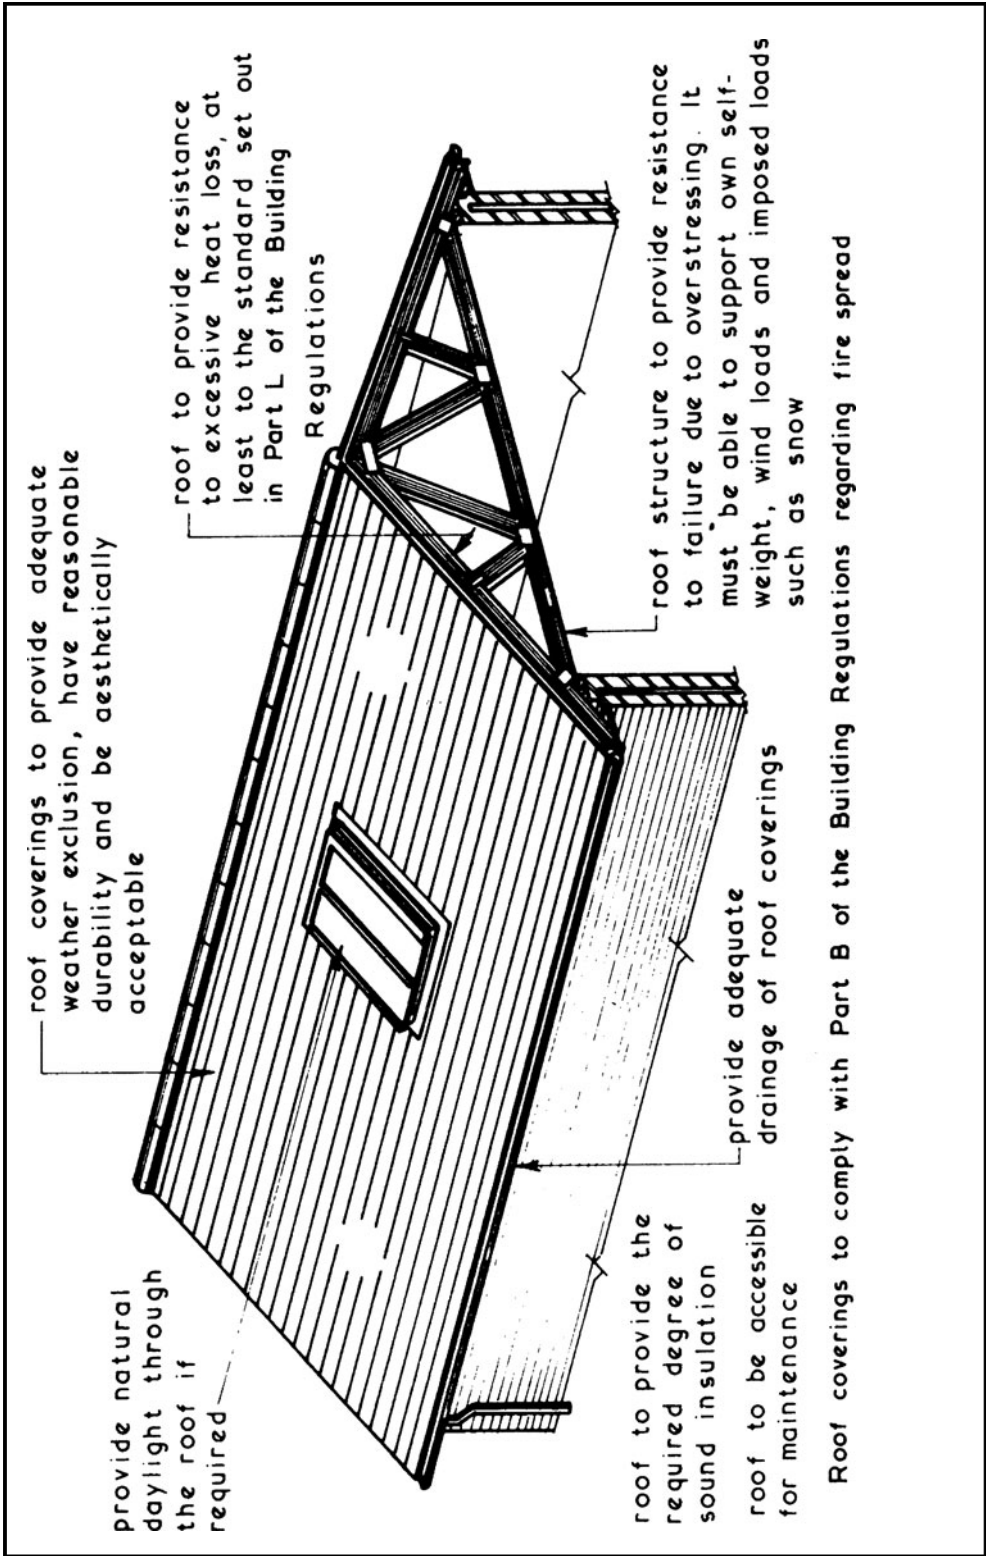 roof coverings to provide adequate
weather exclusion, have reasonable
durability and be aesthetically
acceptable
roof to provide resistance
to excessive heat loss, at
least to the standard set out
in Part L of the Building
Regulations
provide natural
daylight through
the roof if
required
roof structure to provide resistance
to failure due to overstressing. It
must be able to support own self-
weight, wind loads and imposed loads
such as snow
provide adequate
drainage of roof coverings
roof to provide the
required degree of
sound insulation
roof to be accessible
for maintenance
Roof coverings to comply with Part B of the Building Regulations regarding fire spread